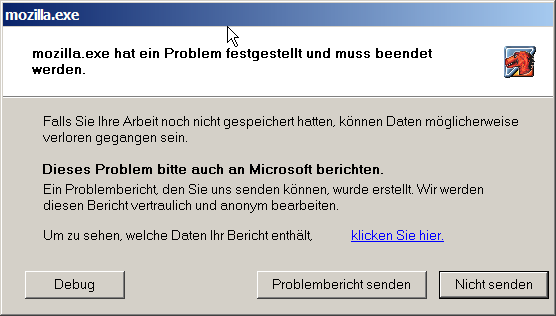 mozilla.exe
mozilla.exe hat ein Problem festgestellt und muss beendet
werden.
Falls Sie Ihre Arbeit noch nicht gespeichert hatten, können Daten möglicherweise
verloren gegangen sein.
Dieses Problem bitte auch an Microsoft berichten.
Ein Problembericht, den Sie uns senden können, wurde erstellt. Wir werden
diesen Bericht vertraulich und anonym bearbeiten.
Um zu sehen, welche Daten Ihr Bericht enthält, klicken Sie hier.
Debug Problembericht senden Nicht senden